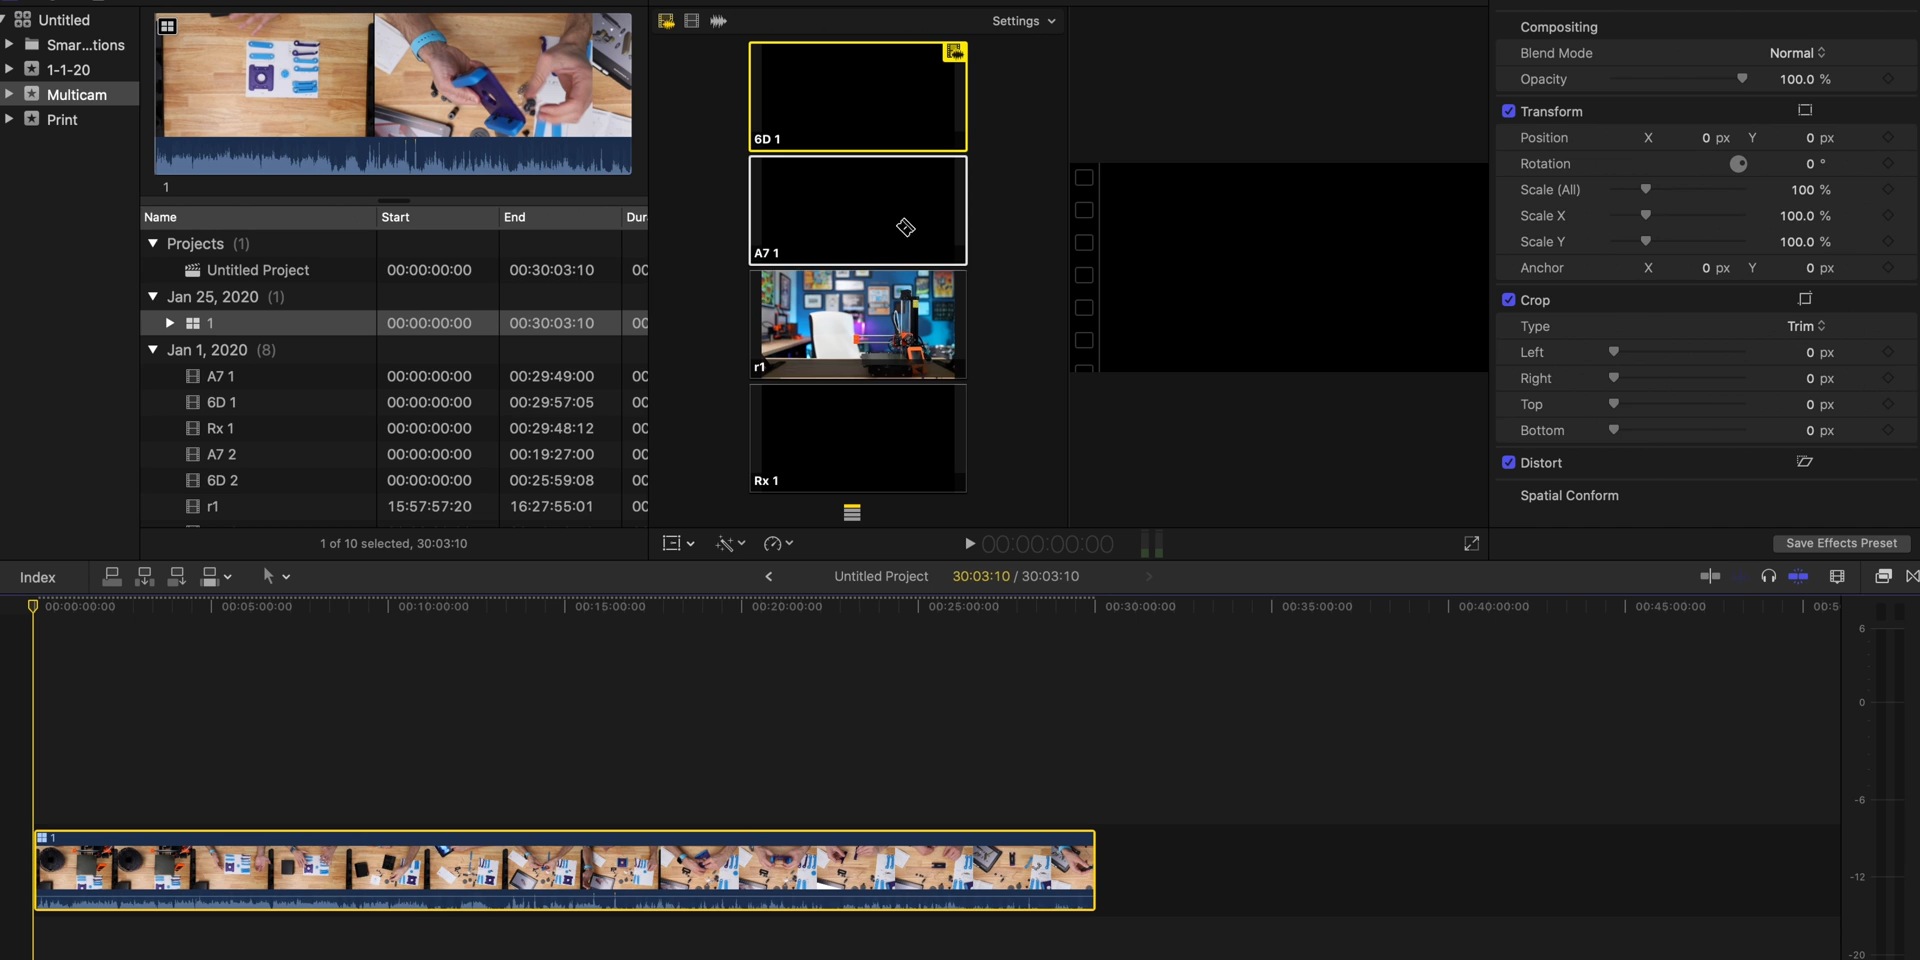 Untitled
Smar...tions
1-1-20
Multicam
Print
1
Name Start End Dur
Projects (1)
Untitled Project 00:00:00:00 00:30:03:10 00
Jan 25, 2020 (1)
1 00:00:00:00 00:30:03:10 00
Jan 1, 2020 (8)
A7 1 00:00:00:00 00:29:49:00 00
6D 1 00:00:00:00 00:29:57:05 00
Rx 1 00:00:00:00 00:29:48:12 00
A7 2 00:00:00:00 00:19:27:00 00
6D 2 00:00:00:00 00:25:59:08 00
r1 15:57:57:20 16:27:55:01 00
1 of 10 selected, 30:03:10
Settings
6D 1
A7 1
r1
Rx 1
00:00:00:00
Compositing
Blend Mode Normal
Opacity 100.0 %
Transform
Position X 0 px Y 0 px
Rotation 0 °
Scale (All) 100 %
Scale X 100.0 %
Scale Y 100.0 %
Anchor X 0 px Y 0 px
Crop
Type Trim
Left 0 px
Right 0 px
Top 0 px
Bottom 0 px
Distort
Spatial Conform
Save Effects Preset
Index
Untitled Project 30:03:10 / 30:03:10
00:00:00:00 00:05:00:00 00:10:00:00 00:15:00:00 00:20:00:00 00:25:00:00 00:30:00:00 00:35:00:00 00:40:00:00 00:45:00:00 00:5
1
6
0
-6
-12
-20